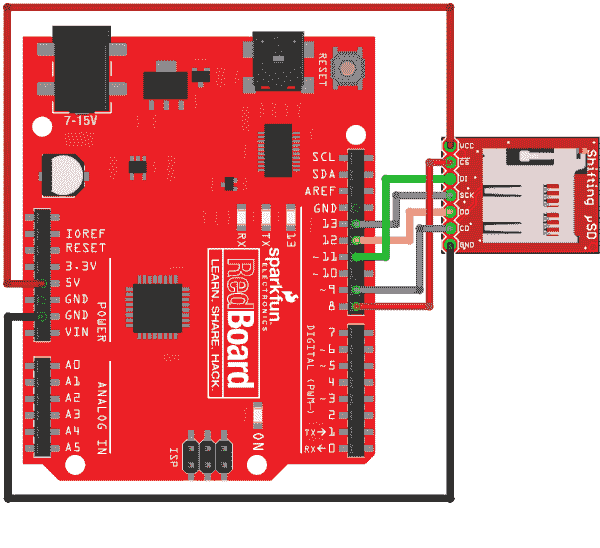 7-15V
RESET
SCL
SDA
AREF
GND
13
12
~11
~10
~9
8
7
~6
~5
4
~3
2
TX→1
RX←0
DIGITAL (PWM~)
IOREF
RESET
3.3V
5V
GND
GND
VIN
POWER
A0
A1
A2
A3
A4
A5
ANALOG IN
RX
TX
13
sparkfun
ELECTRONICS
RedBoard
LEARN. SHARE. HACK.
ON
ISP
VCC
CS
DI
SCK
DO
CD
GND
Shifting µSD